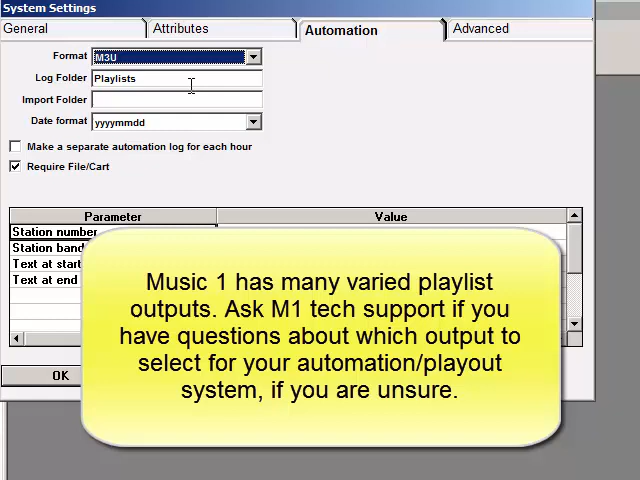 System Settings
General Attributes Automation Advanced
Format M3U
Log Folder Playlists
Import Folder
Date format yyyymmdd
Make a separate automation log for each hour
Require File/Cart
Parameter Value
Station number
Station band
Text at start
Text at end
Music 1 has many varied playlist
outputs. Ask M1 tech support if you
have questions about which output to
select for your automation/playout
system, if you are unsure.
OK